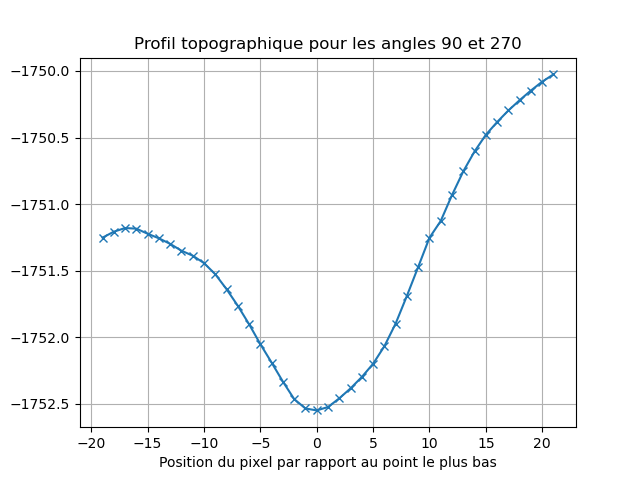 Profil topographique pour les angles 90 et 270
−1750.0
−1750.5
−1751.0
−1751.5
−1752.0
−1752.5
−20 −15 −10 −5 0 5 10 15 20
Position du pixel par rapport au point le plus bas